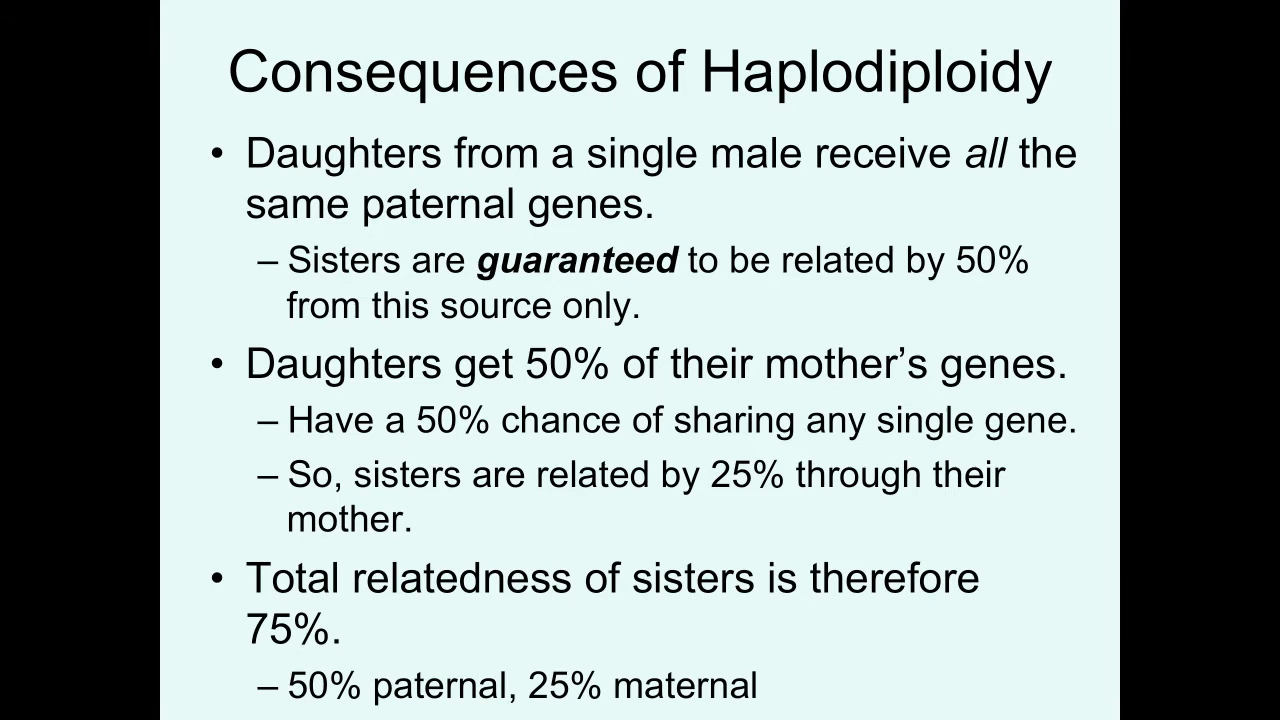 Consequences of Haplodiploidy
• Daughters from a single male receive all the
same paternal genes.
– Sisters are guaranteed to be related by 50%
from this source only.
• Daughters get 50% of their mother’s genes.
– Have a 50% chance of sharing any single gene.
– So, sisters are related by 25% through their
mother.
• Total relatedness of sisters is therefore
75%.
– 50% paternal, 25% maternal